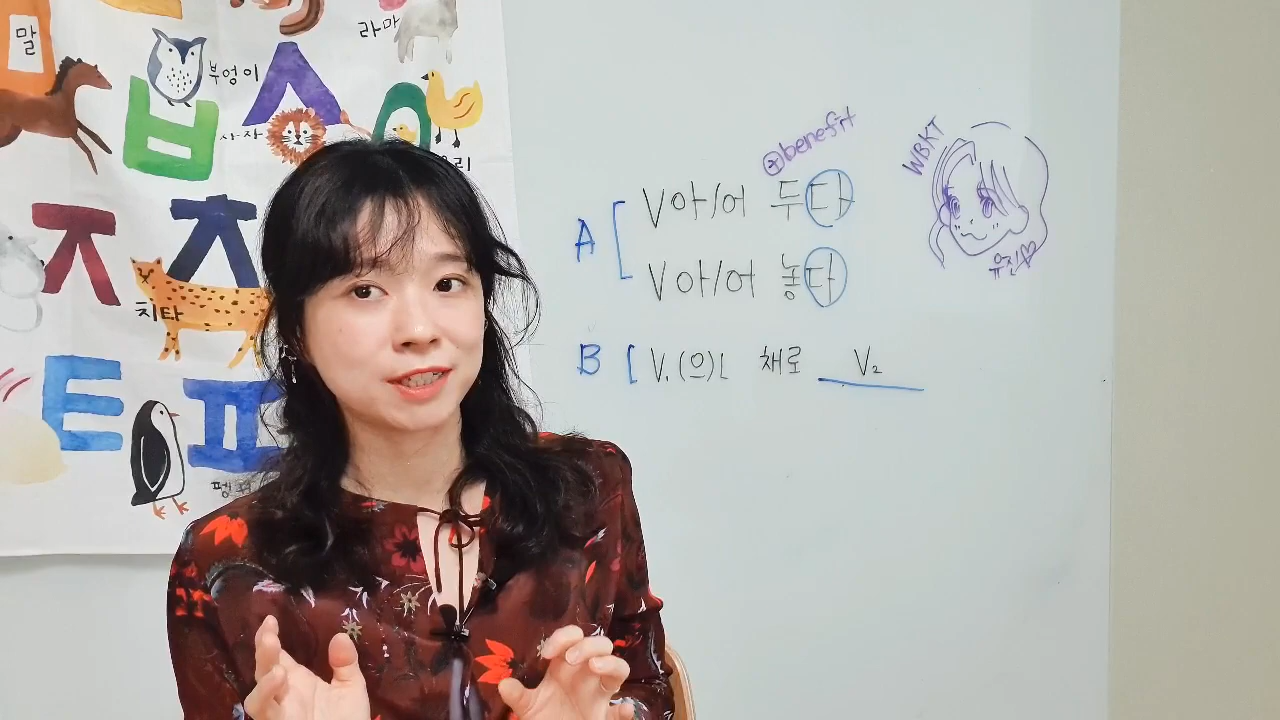 말
라마
부엉이
ㅂ
ㅅ
사자
ㅇ
리
ㅈ
ㅊ
치타
ㅌ
ㅍ
펭
A
benefit
V아/어 두다
V아/어 놓다
B
V₁(으)ㄴ 채로 V₂
WBKT
유진♡